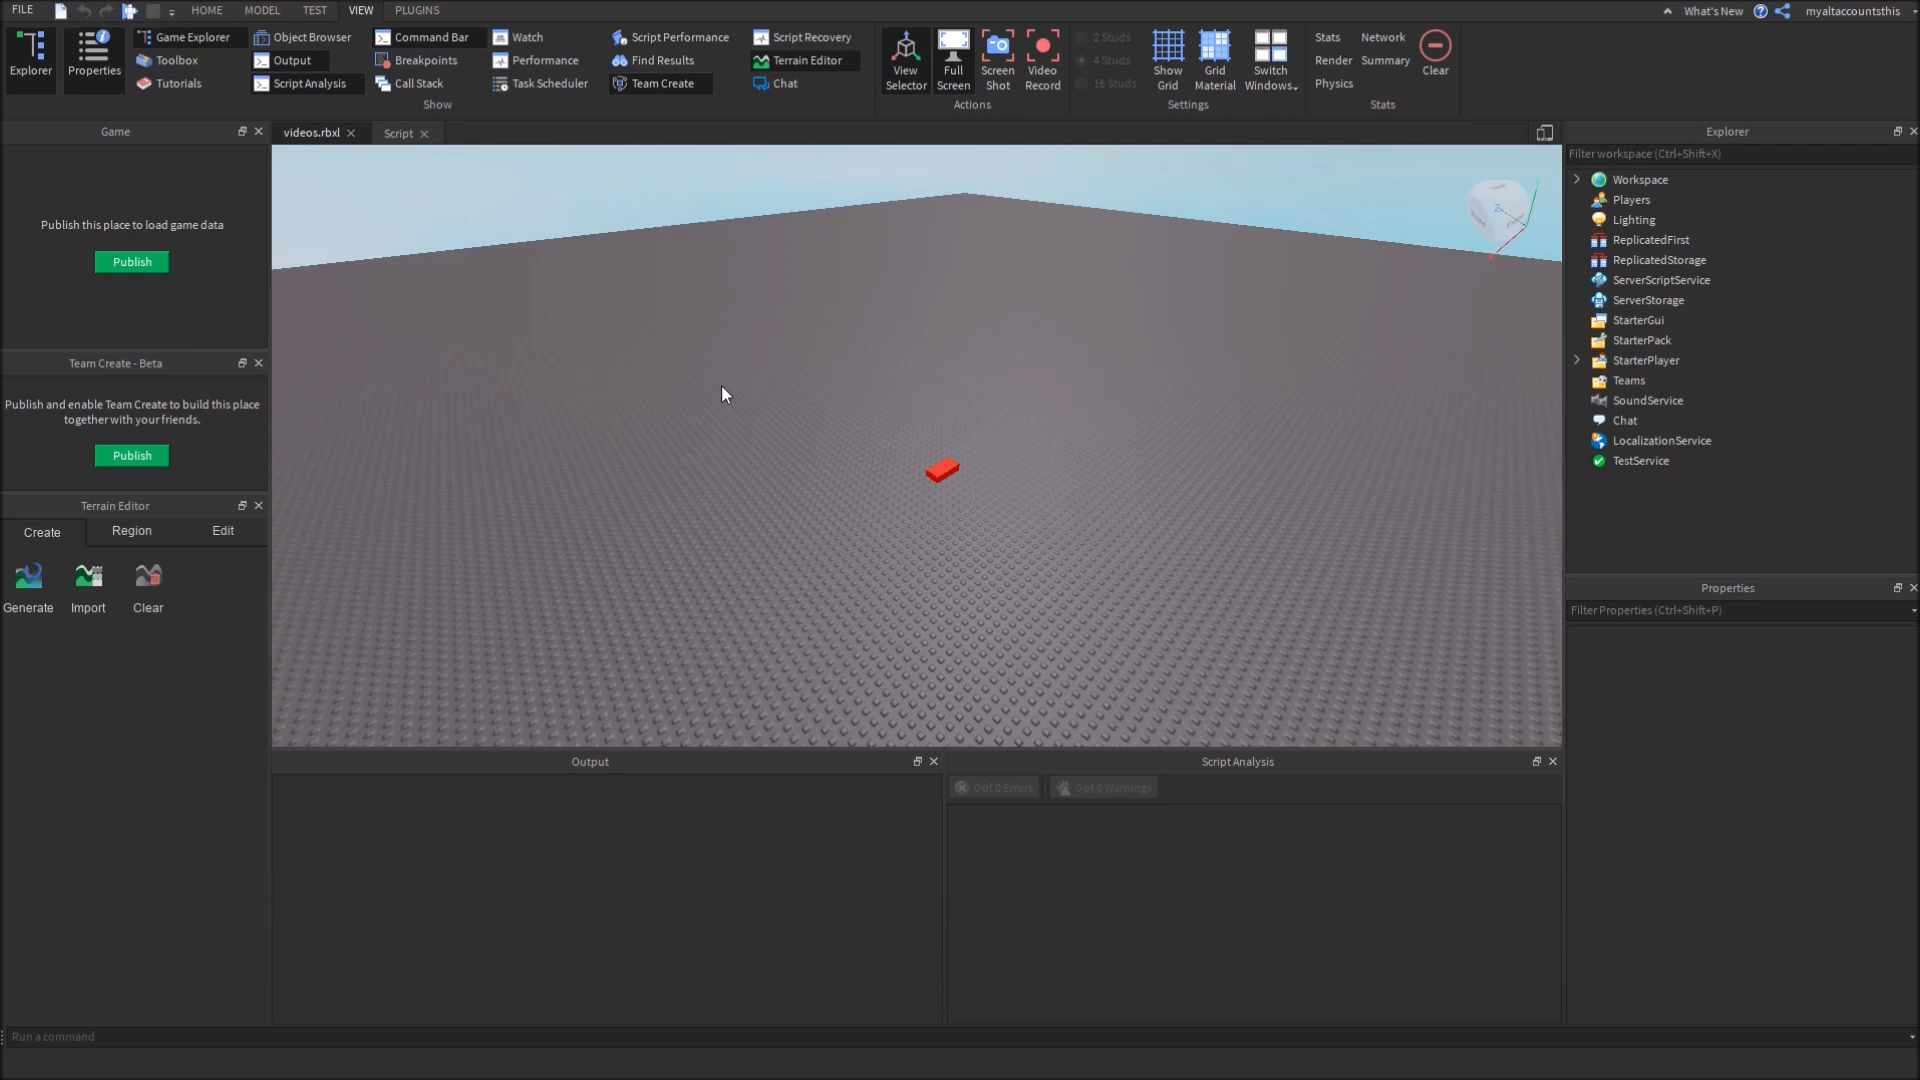 FILE HOME MODEL TEST VIEW PLUGINS What's New myaltaccountsthis
Explorer
Properties
Game Explorer
Toolbox
Tutorials
Object Browser
Output
Script Analysis
Command Bar
Breakpoints
Call Stack
Watch
Performance
Task Scheduler
Script Performance
Find Results
Team Create
Script Recovery
Terrain Editor
Chat
Show
View
Selector
Full
Screen
Screen
Shot
Video
Record
Actions
2 Studs
4 Studs
16 Studs
Show
Grid
Grid
Material
Switch
Windows
Settings
Stats
Render
Physics
Network
Summary
Clear
Stats
Game
Publish this place to load game data
Publish
Team Create - Beta
Publish and enable Team Create to build this place
together with your friends.
Publish
Terrain Editor
Create Region Edit
Generate Import Clear
videos.rbxl Script
Z
X
Output
Script Analysis
0 of 0 Errors 0 of 0 Warnings
Explorer
Filter workspace (Ctrl+Shift+X)
Workspace
Players
Lighting
ReplicatedFirst
ReplicatedStorage
ServerScriptService
ServerStorage
StarterGui
StarterPack
StarterPlayer
Teams
SoundService
Chat
LocalizationService
TestService
Properties
Filter Properties (Ctrl+Shift+P)
Run a command